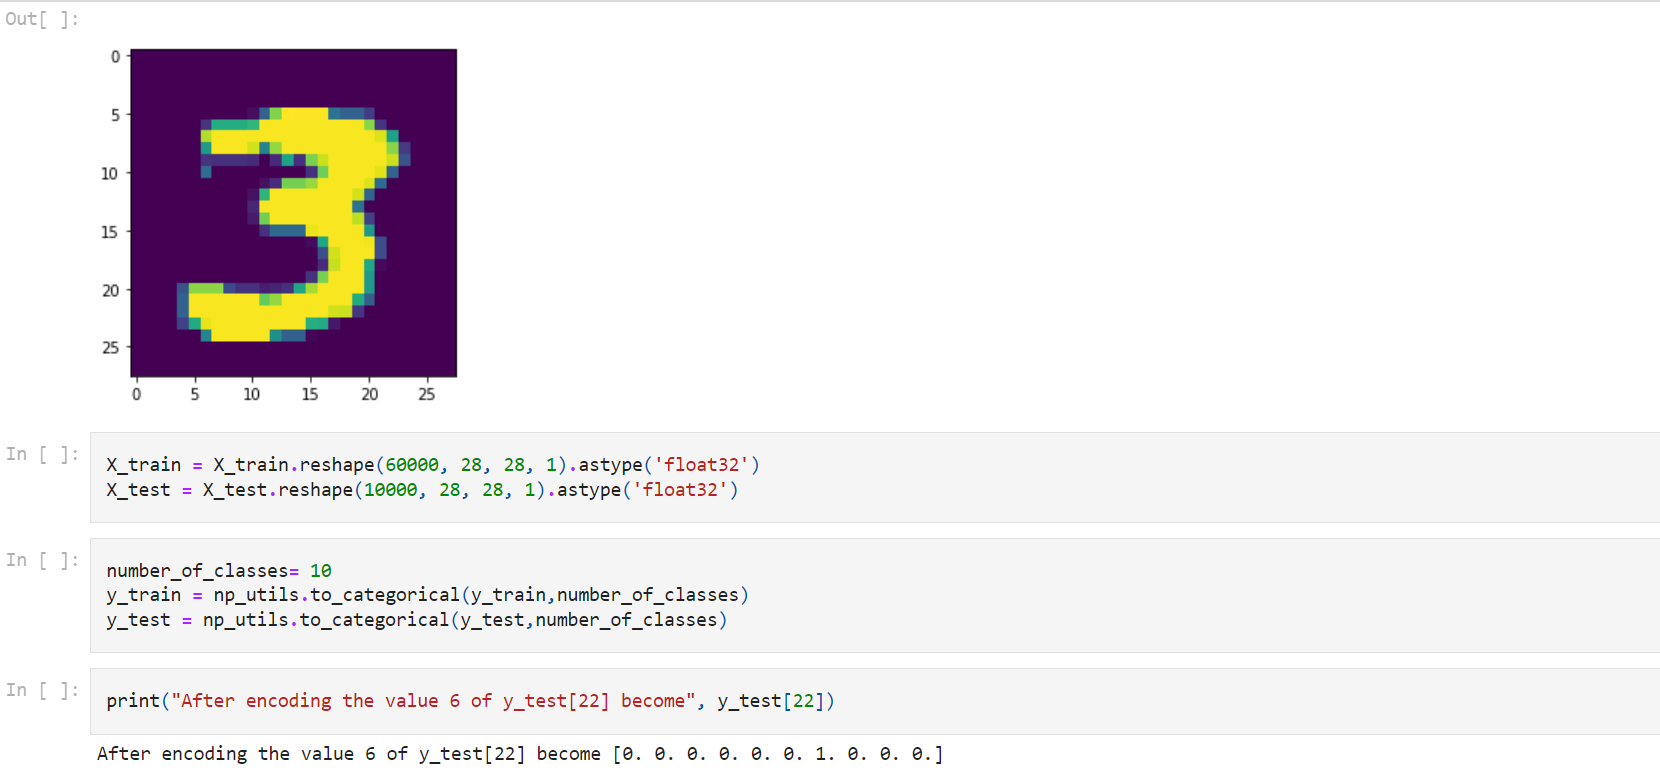 Out[ ]:
0
5
10
15
20
25
0 5 10 15 20 25
In [ ]:
X_train = X_train.reshape(60000, 28, 28, 1).astype('float32')
X_test = X_test.reshape(10000, 28, 28, 1).astype('float32')
In [ ]:
number_of_classes= 10
y_train = np_utils.to_categorical(y_train,number_of_classes)
y_test = np_utils.to_categorical(y_test,number_of_classes)
In [ ]:
print("After encoding the value 6 of y_test[22] become", y_test[22])
After encoding the value 6 of y_test[22] become [0. 0. 0. 0. 0. 0. 1. 0. 0. 0.]